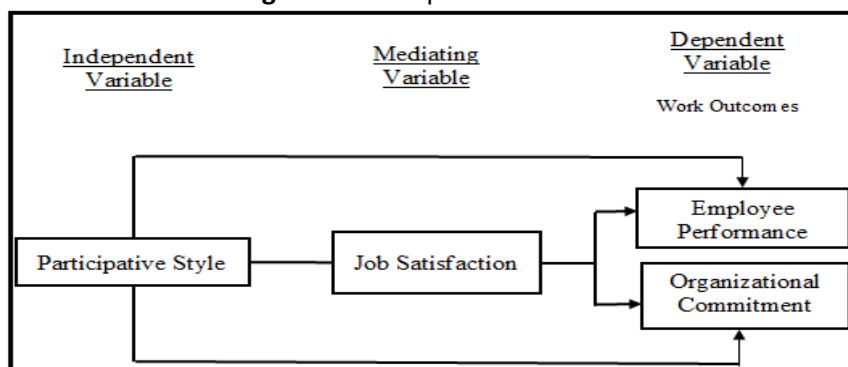 Independent
Variable
Mediating
Variable
Dependent
Variable
Work Outcomes
Employee
Performance
Participative Style
Job Satisfaction
Organizational
Commitment